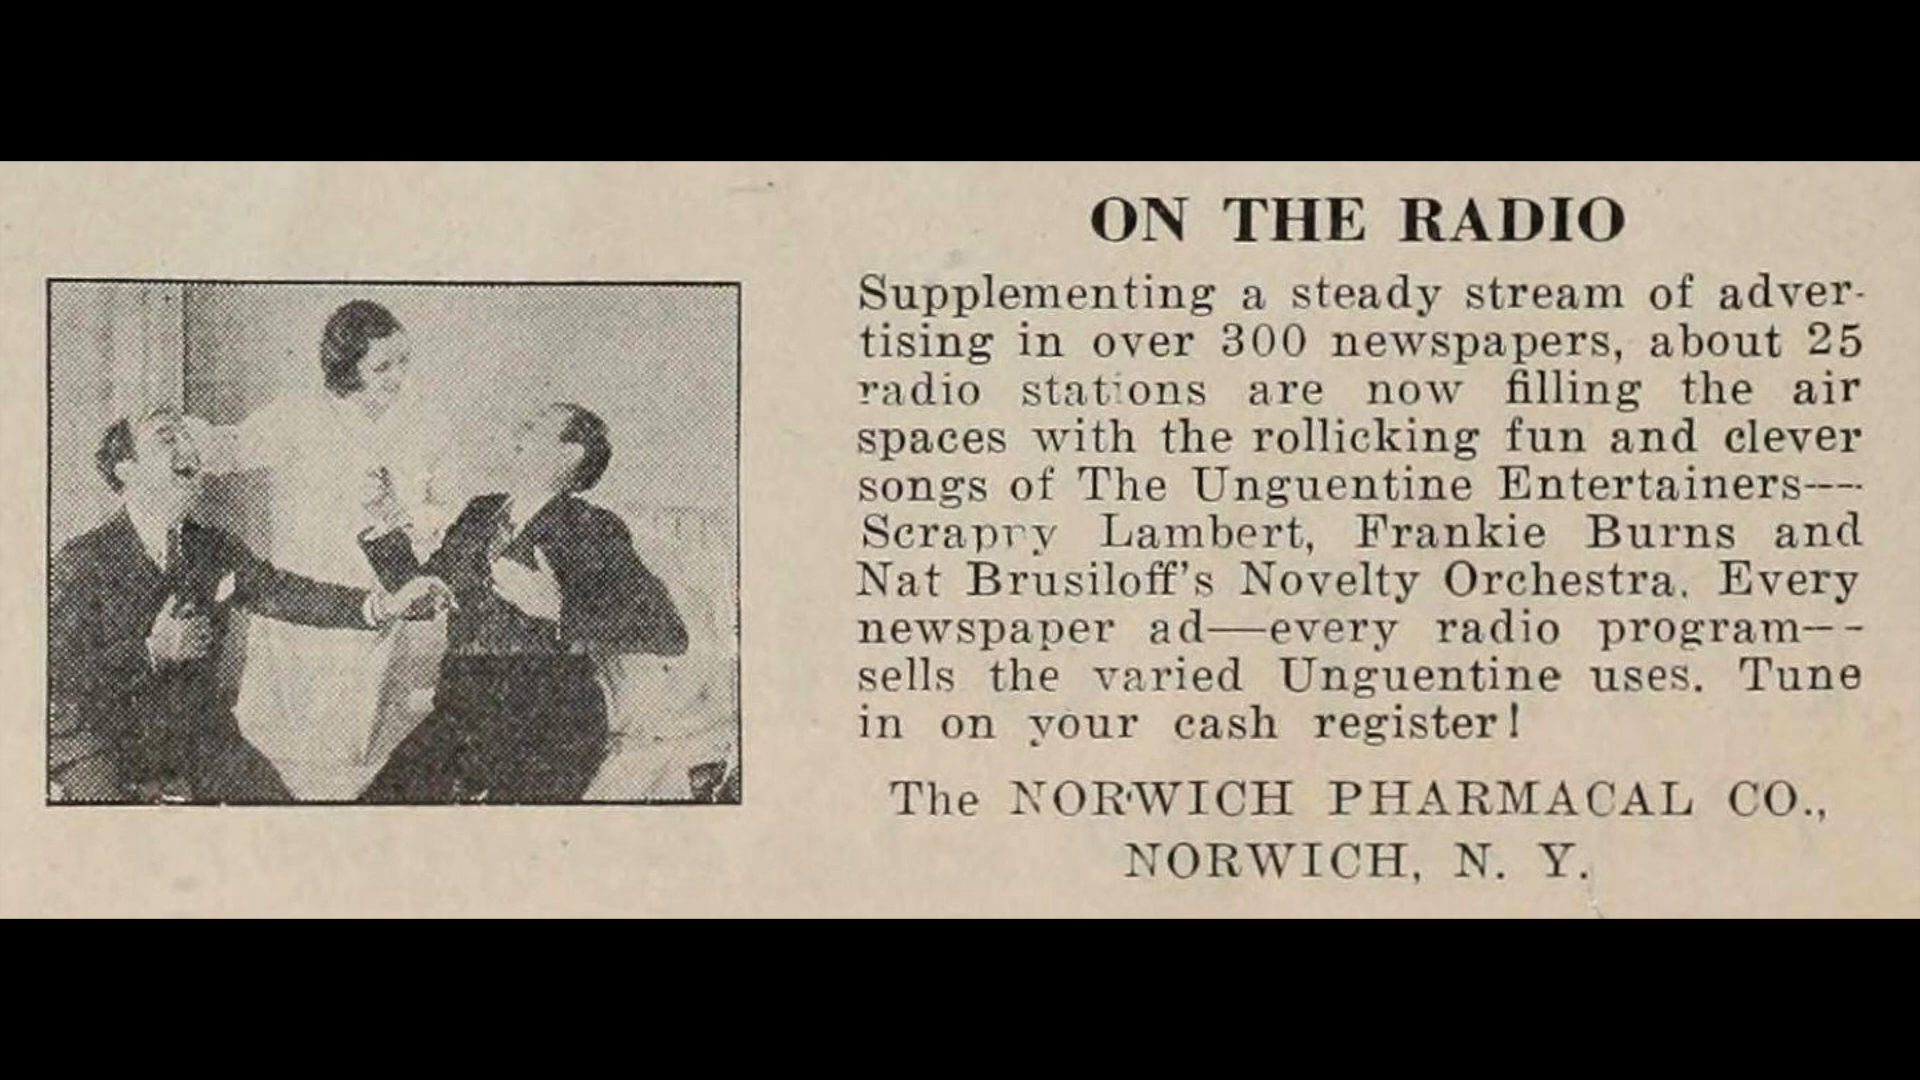 ON THE RADIO
Supplementing a steady stream of adver-
tising in over 300 newspapers, about 25
radio stations are now filling the air
spaces with the rollicking fun and clever
songs of The Unguentine Entertainers—-
Scrappy Lambert, Frankie Burns and
Nat Brusiloff's Novelty Orchestra. Every
newspaper ad—every radio program--
sells the varied Unguentine uses. Tune
in on your cash register!
The NORWICH PHARMACAL CO.,
NORWICH, N. Y.